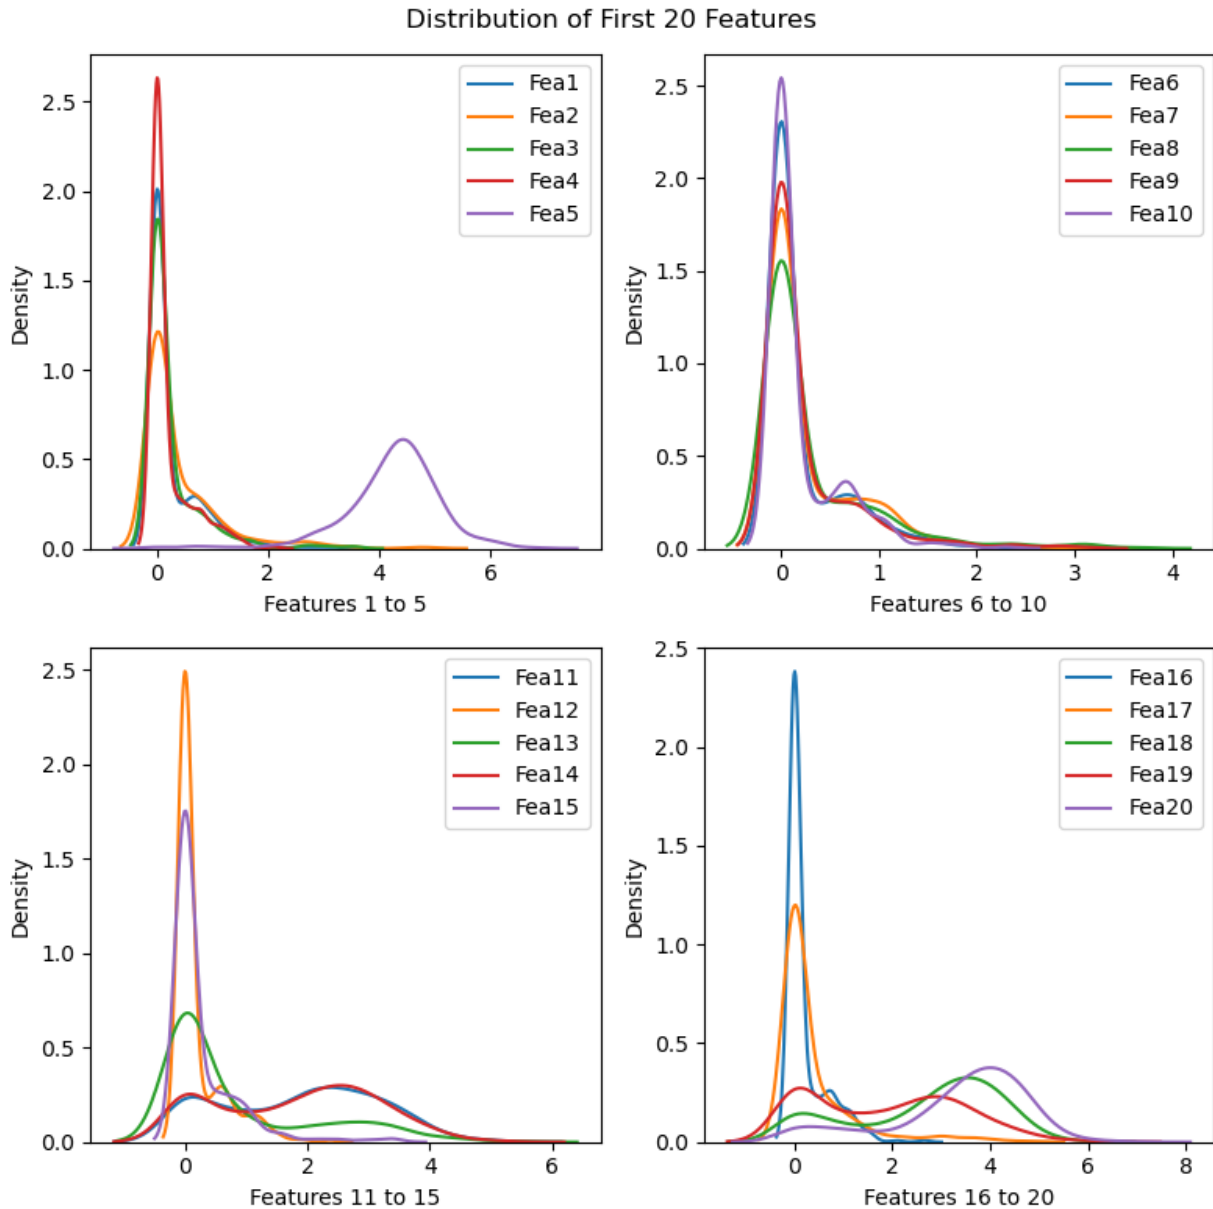 Distribution of First 20 Features
Fea1
Fea2
Fea3
Fea4
Fea5
2.5
2.0
1.5
1.0
0.5
0.0
Density
0 2 4 6
Features 1 to 5
Fea6
Fea7
Fea8
Fea9
Fea10
2.5
2.0
1.5
1.0
0.5
0.0
Density
0 1 2 3 4
Features 6 to 10
Fea11
Fea12
Fea13
Fea14
Fea15
2.5
2.0
1.5
1.0
0.5
0.0
Density
0 2 4 6
Features 11 to 15
Fea16
Fea17
Fea18
Fea19
Fea20
2.5
2.0
1.5
1.0
0.5
0.0
Density
0 2 4 6 8
Features 16 to 20